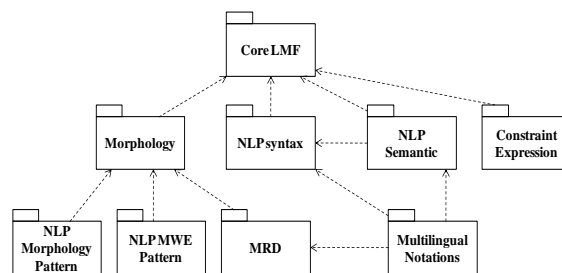 Core LMF
Morphology
NLP syntax
NLP
Semantic
Constraint
Expression
NLP
Morphology
Pattern
NLP MWE
Pattern
MRD
Multilingual
Notations